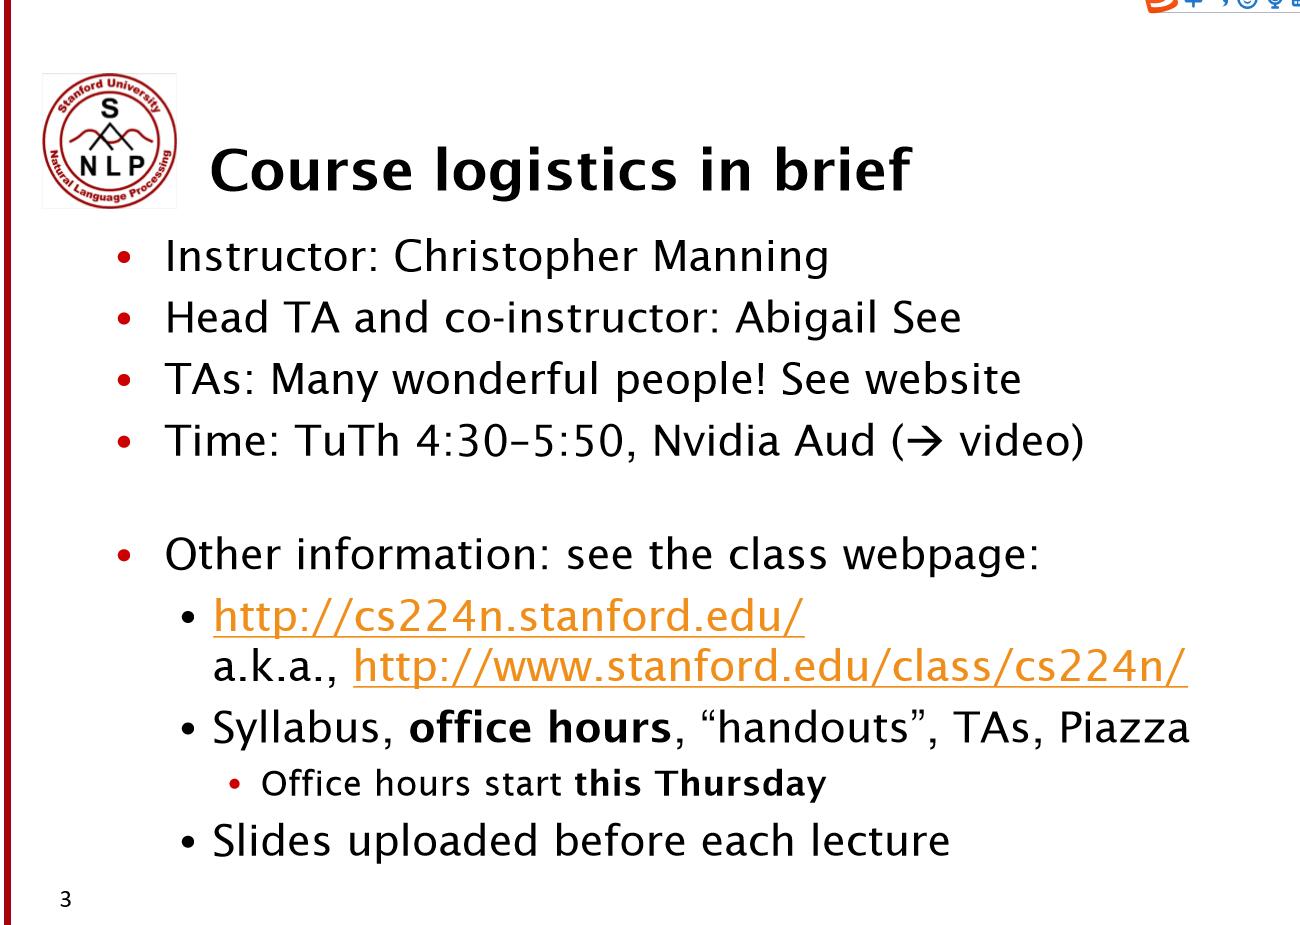 Stanford University
S
NLP
Natural Language Processing
Course logistics in brief
• Instructor: Christopher Manning
• Head TA and co-instructor: Abigail See
• TAs: Many wonderful people! See website
• Time: TuTh 4:30–5:50, Nvidia Aud (→ video)
• Other information: see the class webpage:
• http://cs224n.stanford.edu/
a.k.a., http://www.stanford.edu/class/cs224n/
• Syllabus, office hours, “handouts”, TAs, Piazza
• Office hours start this Thursday
• Slides uploaded before each lecture
3